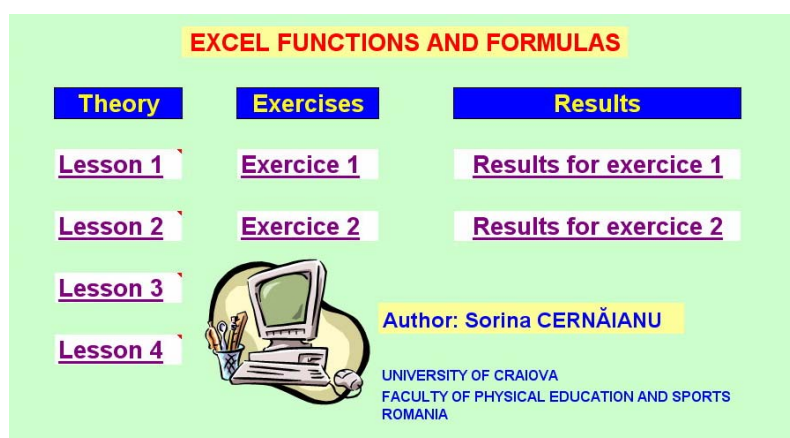 EXCEL FUNCTIONS AND FORMULAS
Theory Exercises Results
Lesson 1 Exercice 1 Results for exercice 1
Lesson 2 Exercice 2 Results for exercice 2
Lesson 3
Lesson 4
Author: Sorina CERNĂIANU
UNIVERSITY OF CRAIOVA
FACULTY OF PHYSICAL EDUCATION AND SPORTS
ROMANIA